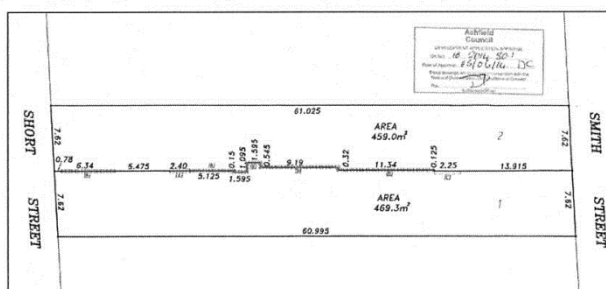 Ashfield
Council
61.025
SHORT
STREET
SMITH
STREET
7.62
AREA
459.0m²
2
7.62
0.78
6.34
5.475
2.40
5.125
0.15
1.595
1.095
1.595
0.545
9.19
0.32
11.34
0.125
2.25
13.915
7.62
AREA
469.3m²
1
7.62
60.995